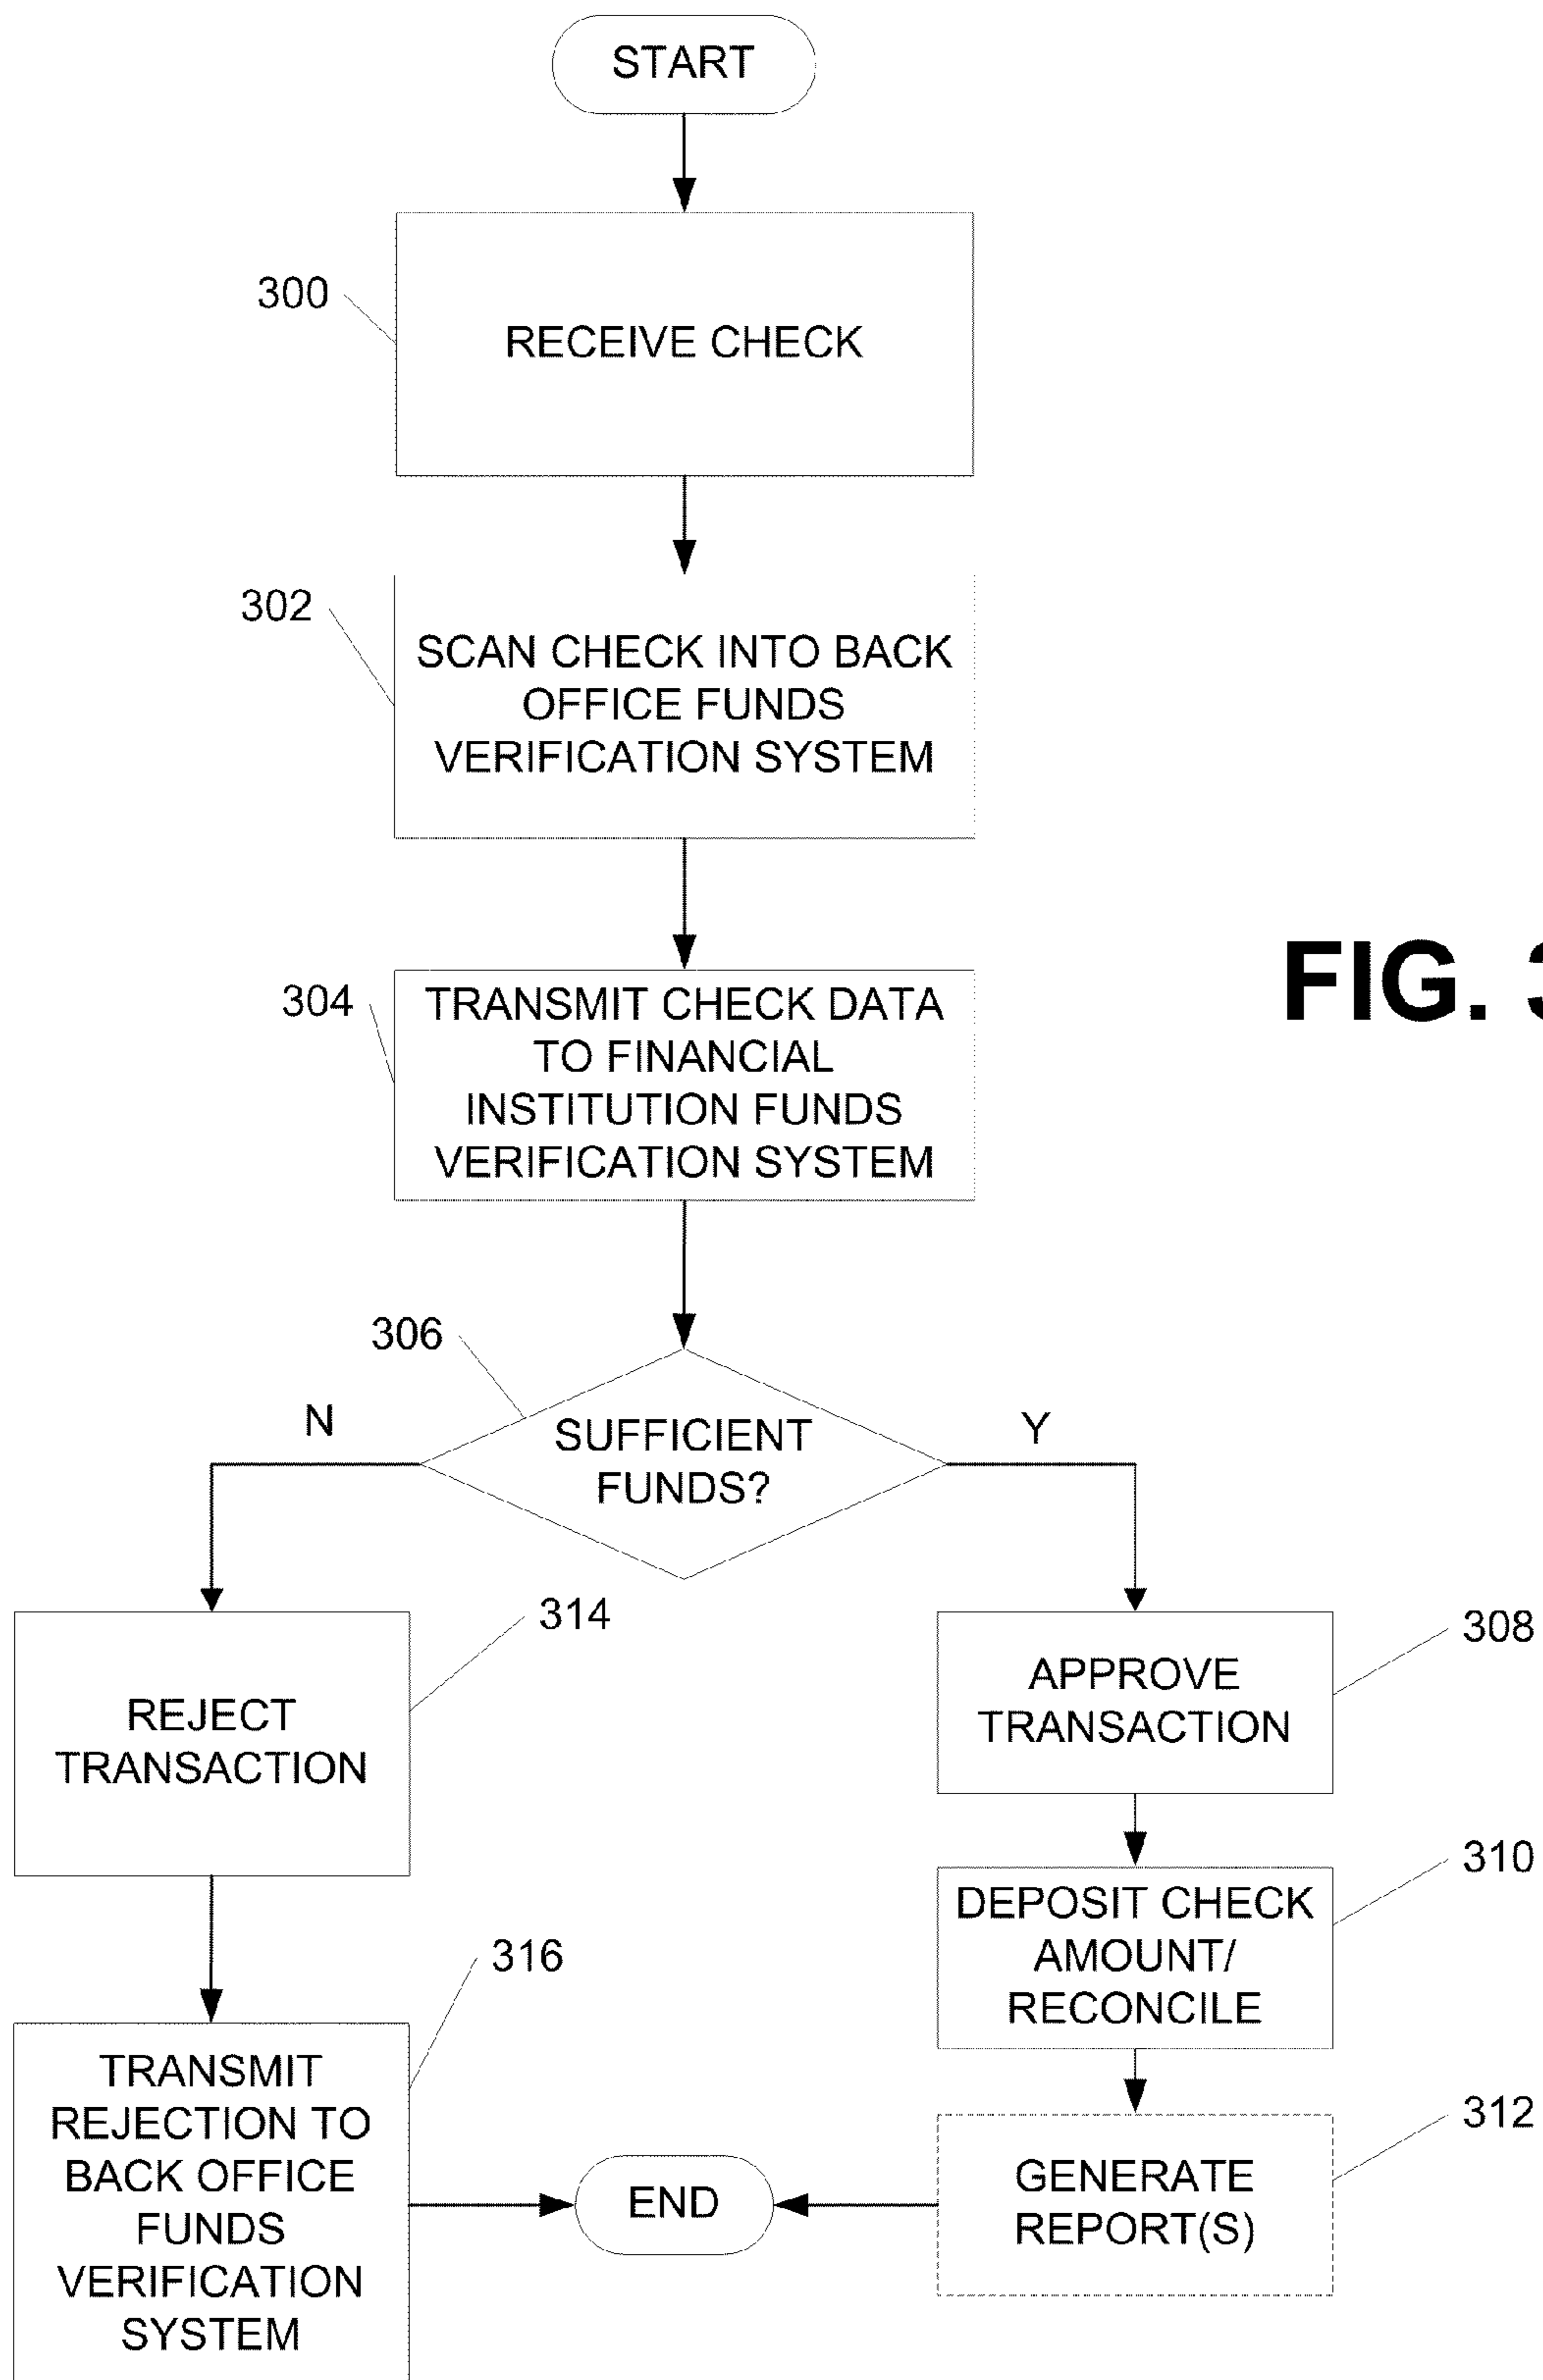 START
300
RECEIVE CHECK
302
SCAN CHECK INTO BACK
OFFICE FUNDS
VERIFICATION SYSTEM
304
TRANSMIT CHECK DATA
TO FINANCIAL
INSTITUTION FUNDS
VERIFICATION SYSTEM
FIG. 3
306
SUFFICIENT
FUNDS?
N
Y
314
REJECT
TRANSACTION
308
APPROVE
TRANSACTION
310
DEPOSIT CHECK
AMOUNT/
RECONCILE
316
TRANSMIT
REJECTION TO
BACK OFFICE
FUNDS
VERIFICATION
SYSTEM
312
GENERATE
REPORT(S)
END